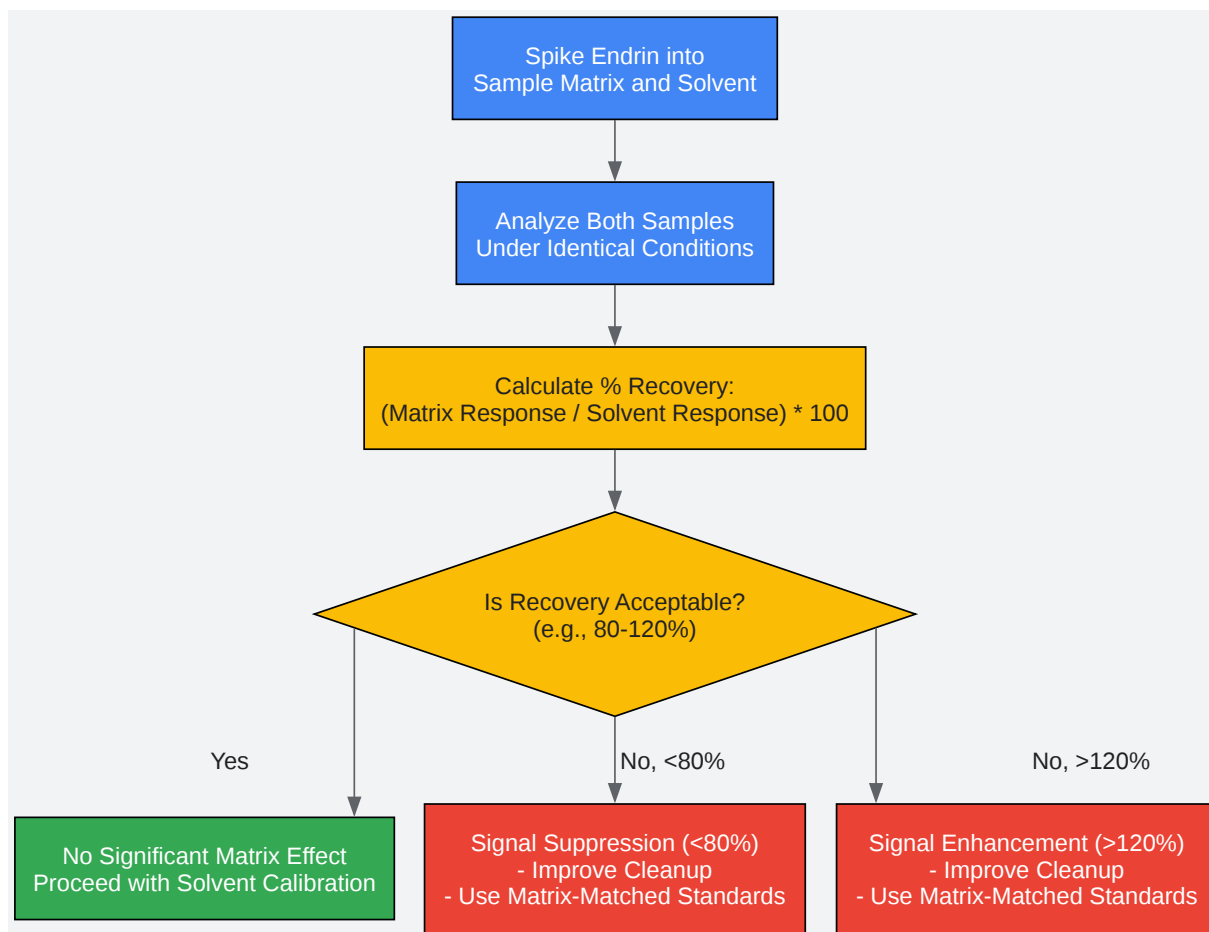 Spike Endrin into
Sample Matrix and Solvent
Analyze Both Samples
Under Identical Conditions
Calculate % Recovery:
(Matrix Response / Solvent Response) * 100
Is Recovery Acceptable?
(e.g., 80-120%)
Yes
No, <80%
No, >120%
No Significant Matrix Effect
Proceed with Solvent Calibration
Signal Suppression (<80%)
- Improve Cleanup
- Use Matrix-Matched Standards
Signal Enhancement (>120%)
- Improve Cleanup
- Use Matrix-Matched Standards